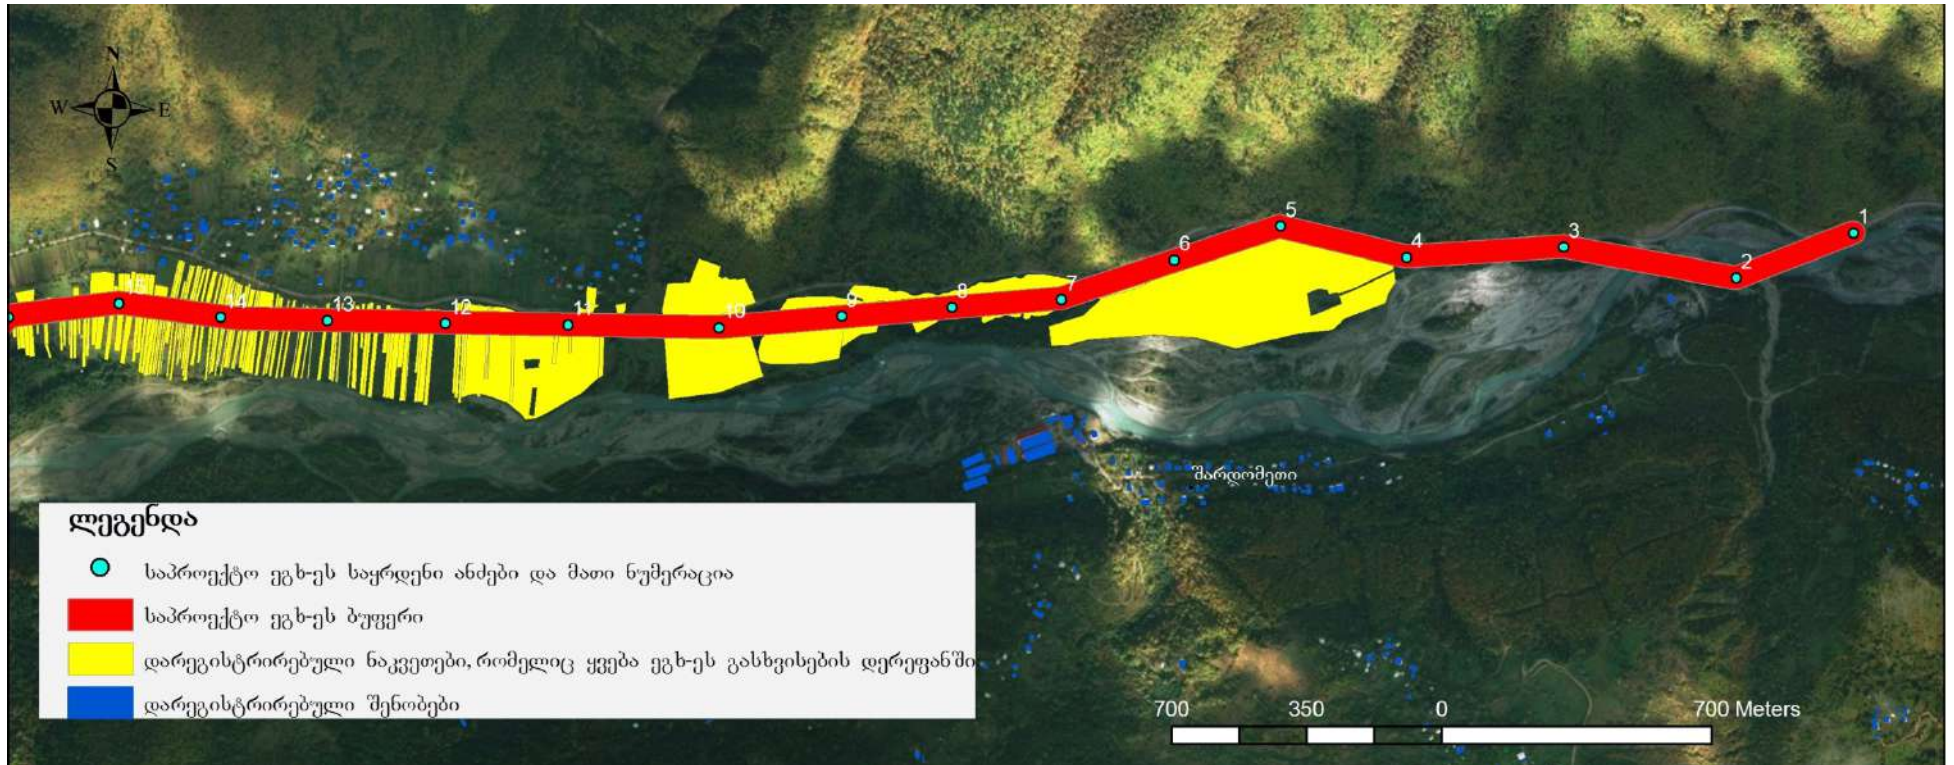 N
W E
S
5
1
3
4
6
2
7
8
9
15
14
13
12
11
10
შარდომეთი
ლეგენდა
საპროექტო ეგხ-ეს საყრდენი ანძები და მათი ნუმერაცია
საპროექტო ეგხ-ეს ბუფერი
დარეგისტრირებული ნაკვეთები, რომელიც ყვება ეგხ-ეს გასხვისების დერეფანში
დარეგისტრირებული შენობები
700 350 0 700 Meters